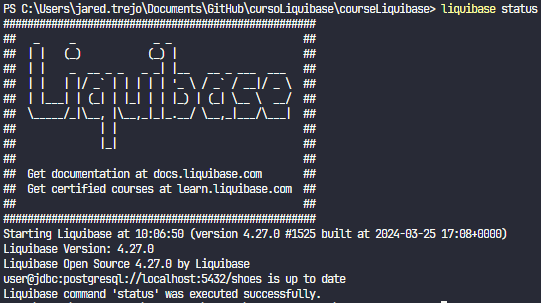 PS C:\Users\jared.trejo\Documents\GitHub\cursoLiquibase\courseLiquibase> liquibase status
####################################################
##   _     _             _ _                      ##
##  | |   (_)           (_) |                     ##
##  | |    _  __ _ _   _ _| |__   __ _ ___  ___   ##
##  | |   | |/ _` | | | | | '_ \ / _` / __|/ _ \  ##
##  | |___| | (_| | |_| | | |_) | (_| \__ \  __/  ##
##  \_____/_|\__, |\__,_|_|_.__/ \__,_|___/\___|  ##
##              | |                               ##
##              |_|                               ##
##                                                ##
##  Get documentation at docs.liquibase.com       ##
##  Get certified courses at learn.liquibase.com  ##
##                                                ##
####################################################
Starting Liquibase at 10:06:50 (version 4.27.0 #1525 built at 2024-03-25 17:08+0000)
Liquibase Version: 4.27.0
Liquibase Open Source 4.27.0 by Liquibase
user@jdbc:postgresql://localhost:5432/shoes is up to date
Liquibase command 'status' was executed successfully.